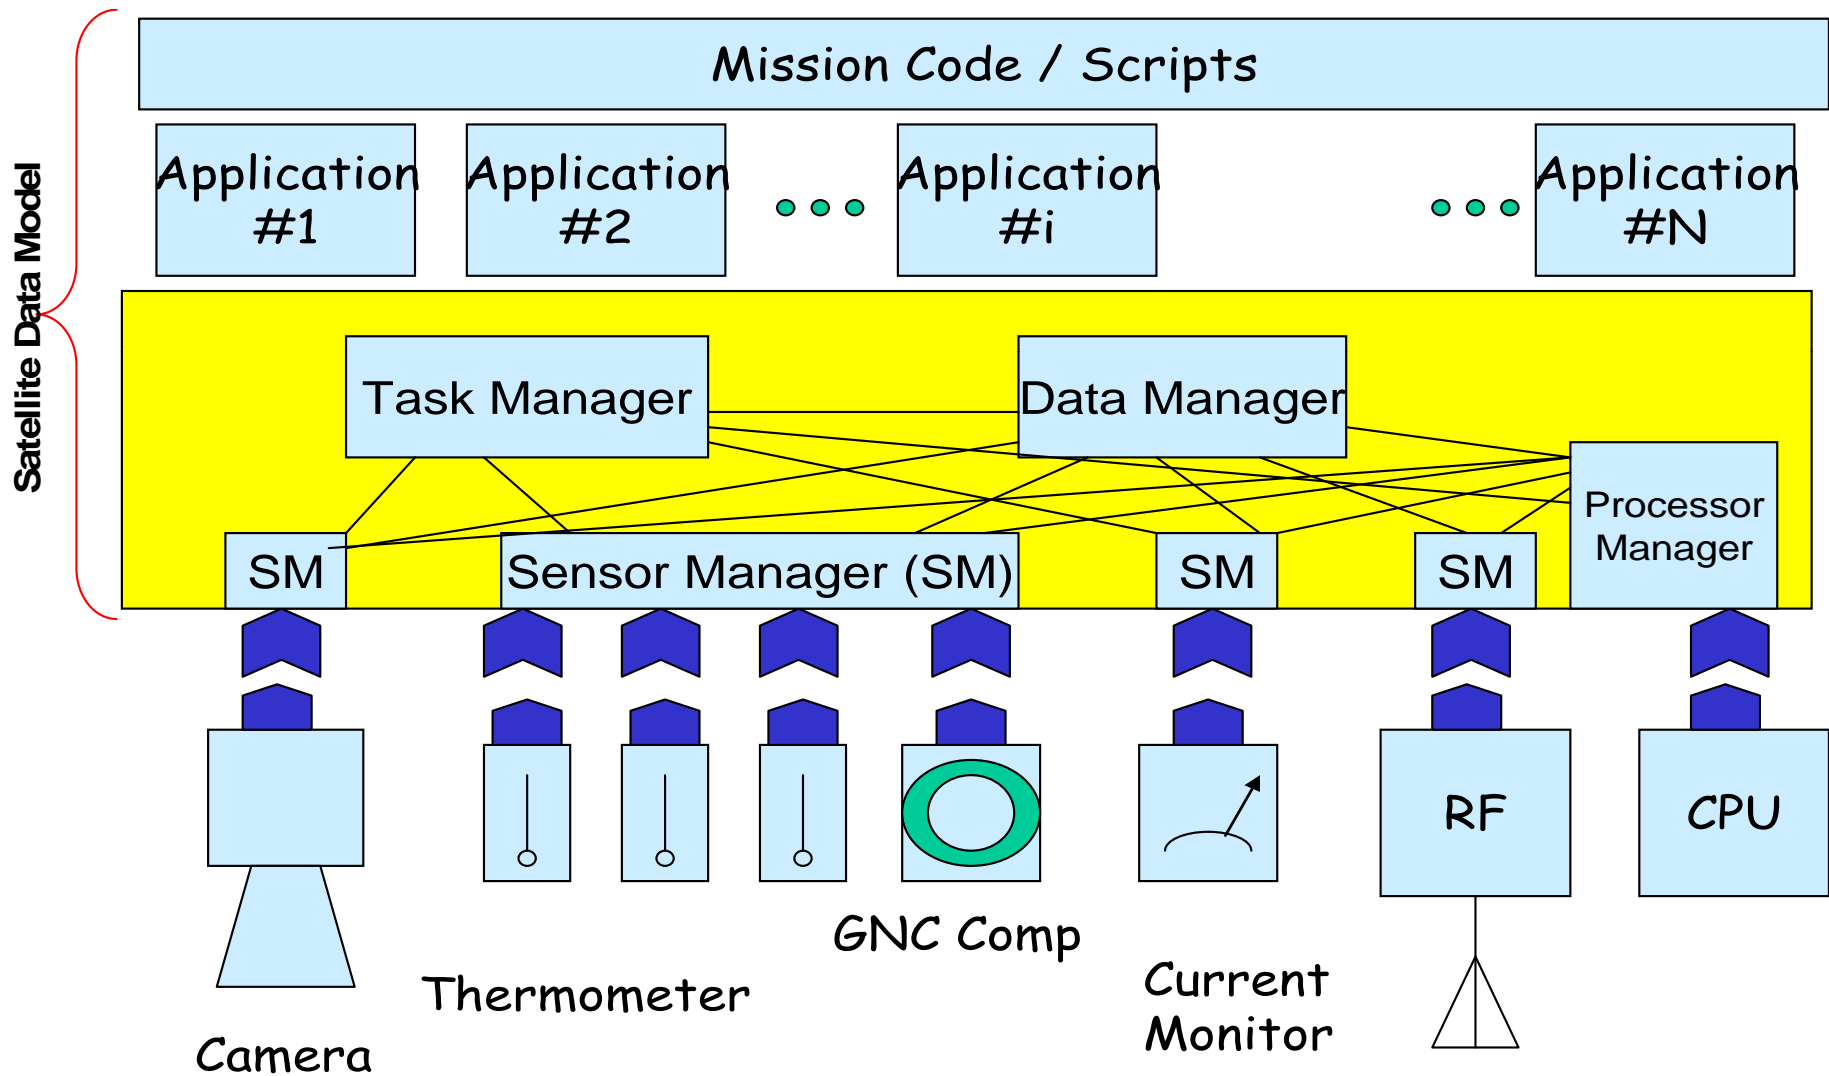 Mission Code / Scripts
Application
#1
Application
#2
Application
#i
Application
#N
Satellite Data Model
Task Manager
Data Manager
Processor
Manager
SM
Sensor Manager (SM)
SM
SM
RF
CPU
GNC Comp
Thermometer
Current
Monitor
Camera